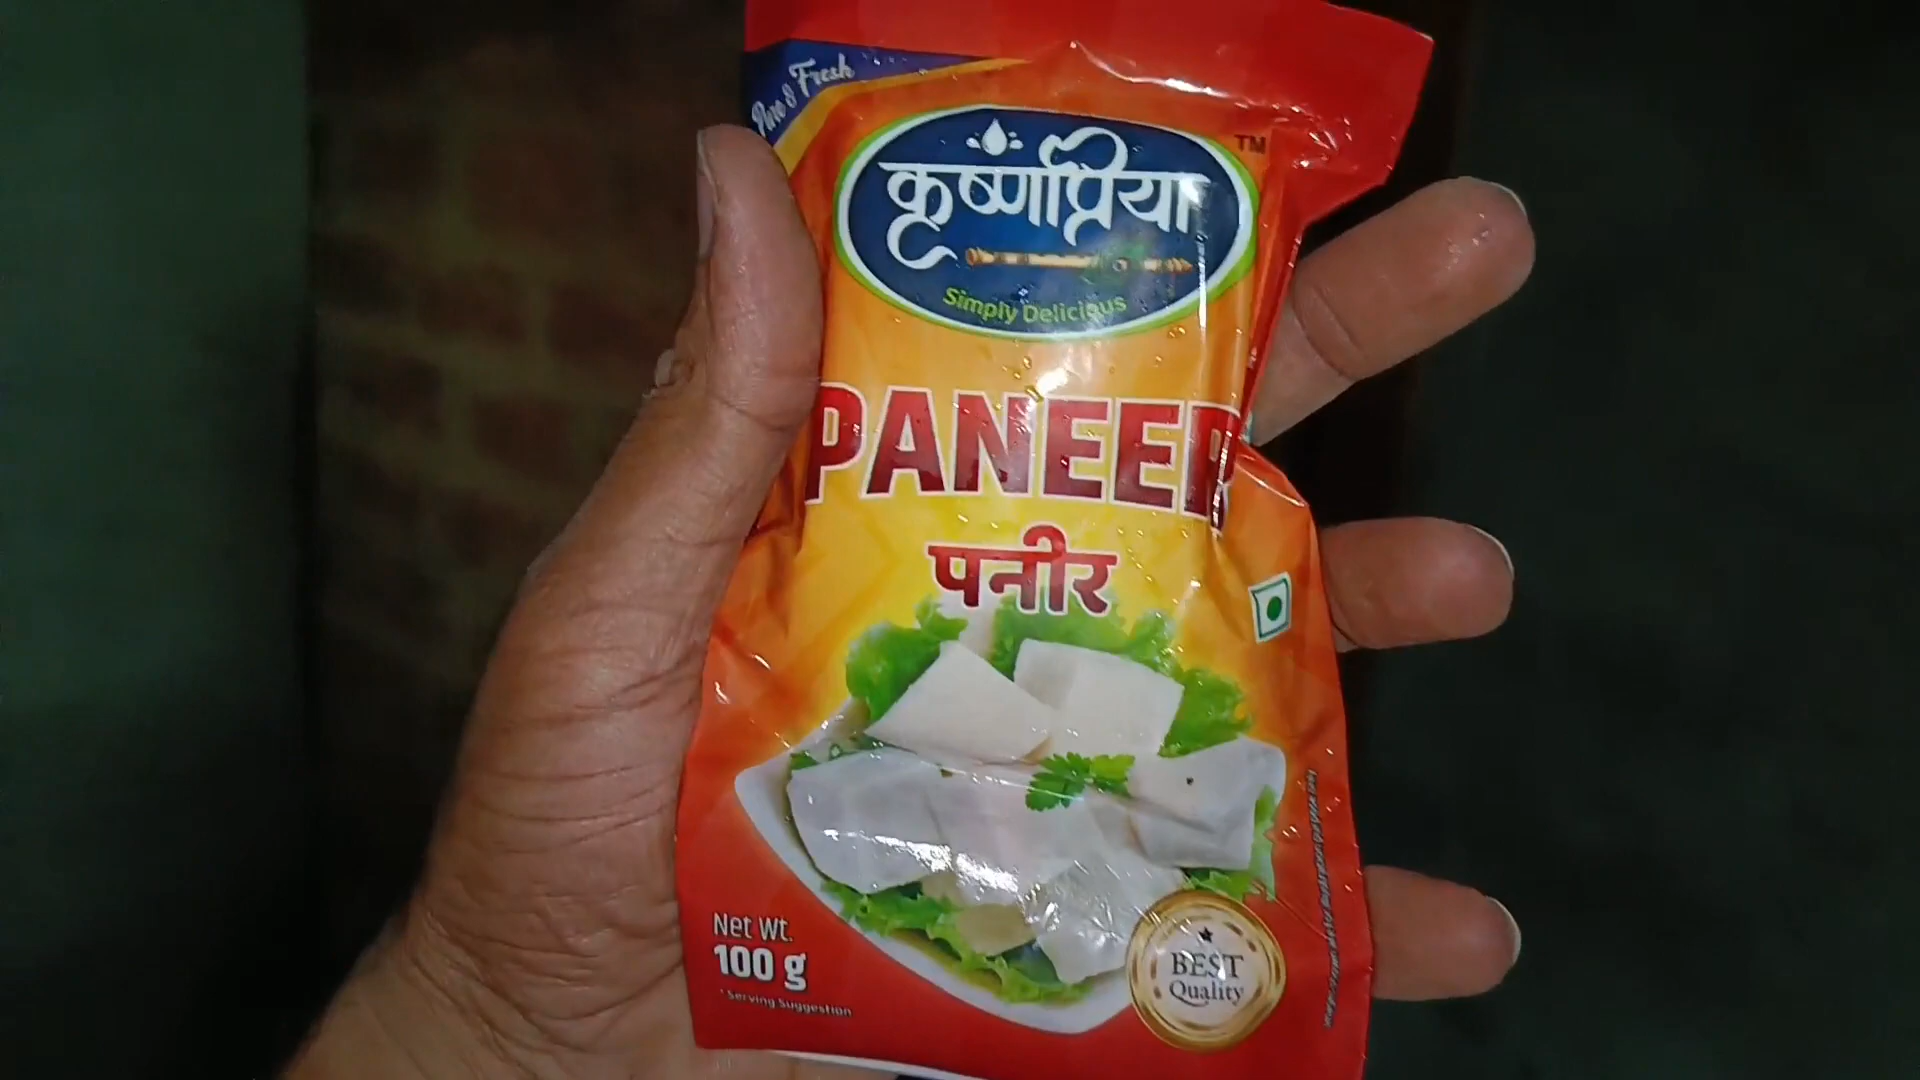 Pure & Fresh
TM
कृष्णप्रिया
Simply Delicious
PANEER
पनीर
Net Wt.
100 g
* Serving Suggestion
BEST
Quality